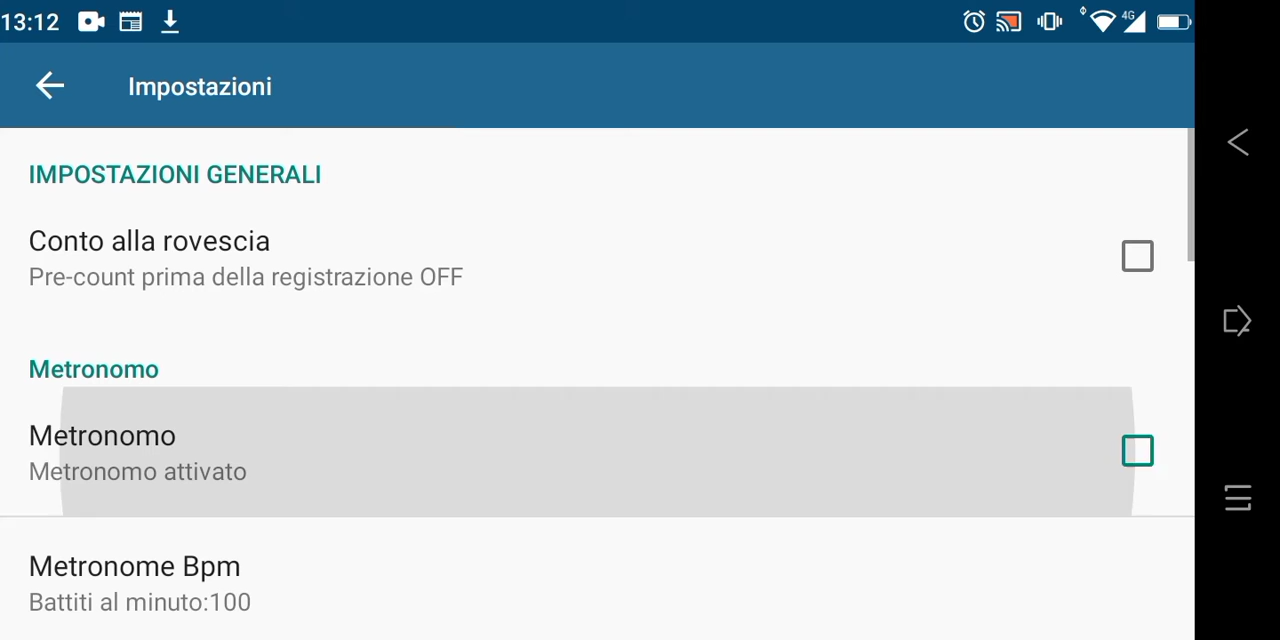 13:12
4G
Impostazioni
IMPOSTAZIONI GENERALI
Conto alla rovescia
Pre-count prima della registrazione OFF
Metronomo
Metronomo
Metronomo attivato
Metronome Bpm
Battiti al minuto:100